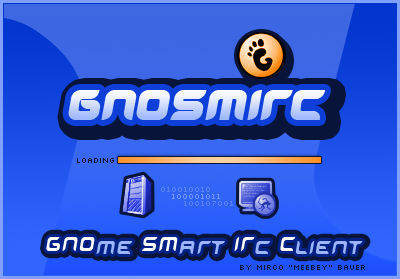 GNOSMIRC
LOADING
010010010
100001011
100107001
GNOme SMart IRc Client
BY MIROO "MEEBEY" BAUER